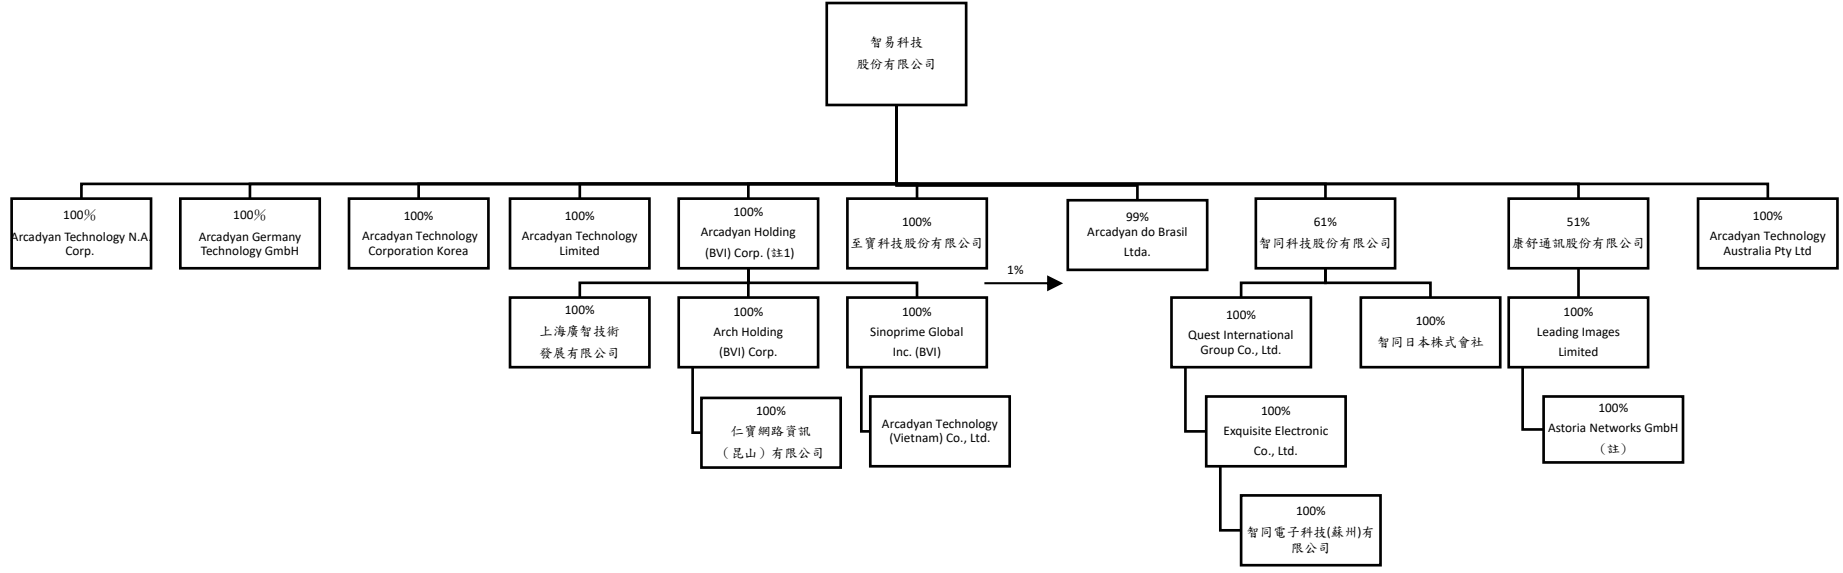 智易科技
股份有限公司
100%
Arcadyan Technology N.A.
Corp.
100%
Arcadyan Germany
Technology GmbH
100%
Arcadyan Technology
Corporation Korea
100%
Arcadyan Technology
Limited
100%
Arcadyan Holding
(BVI) Corp. (註1)
100%
至寶科技股份有限公司
99%
Arcadyan do Brasil
Ltda.
61%
智同科技股份有限公司
51%
康舒通訊股份有限公司
100%
Arcadyan Technology
Australia Pty Ltd
1%
100%
上海廣智技術
發展有限公司
100%
Arch Holding
(BVI) Corp.
100%
Sinoprime Global
Inc. (BVI)
100%
Quest International
Group Co., Ltd.
100%
智同日本株式會社
100%
Leading Images
Limited
100%
仁寶網路資訊
（昆山）有限公司
Arcadyan Technology
(Vietnam) Co., Ltd.
100%
Exquisite Electronic
Co., Ltd.
100%
Astoria Networks GmbH
（註）
100%
智同電子科技(蘇州)有
限公司